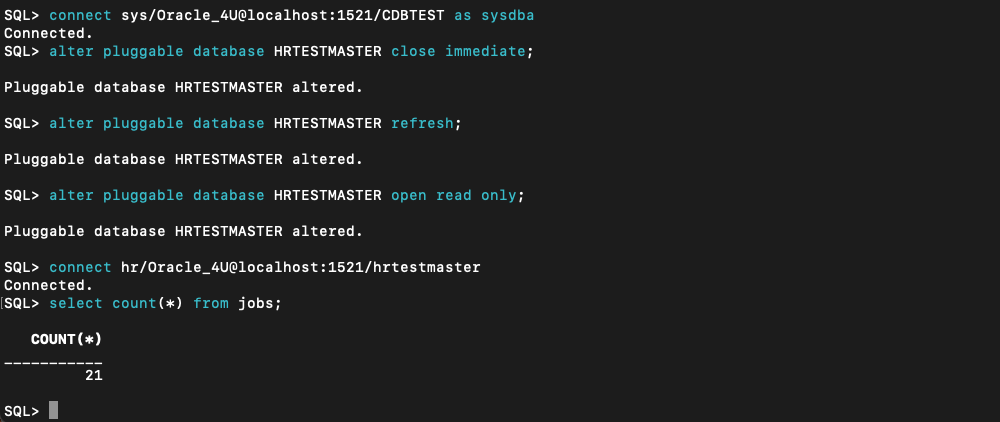 SQL> connect sys/Oracle_4U@localhost:1521/CDBTEST as sysdba
Connected.
SQL> alter pluggable database HRTESTMASTER close immediate;
Pluggable database HRTESTMASTER altered.
SQL> alter pluggable database HRTESTMASTER refresh;
Pluggable database HRTESTMASTER altered.
SQL> alter pluggable database HRTESTMASTER open read only;
Pluggable database HRTESTMASTER altered.
SQL> connect hr/Oracle_4U@localhost:1521/hrtestmaster
Connected.
SQL> select count(*) from jobs;
COUNT(*)
___________
21
SQL>